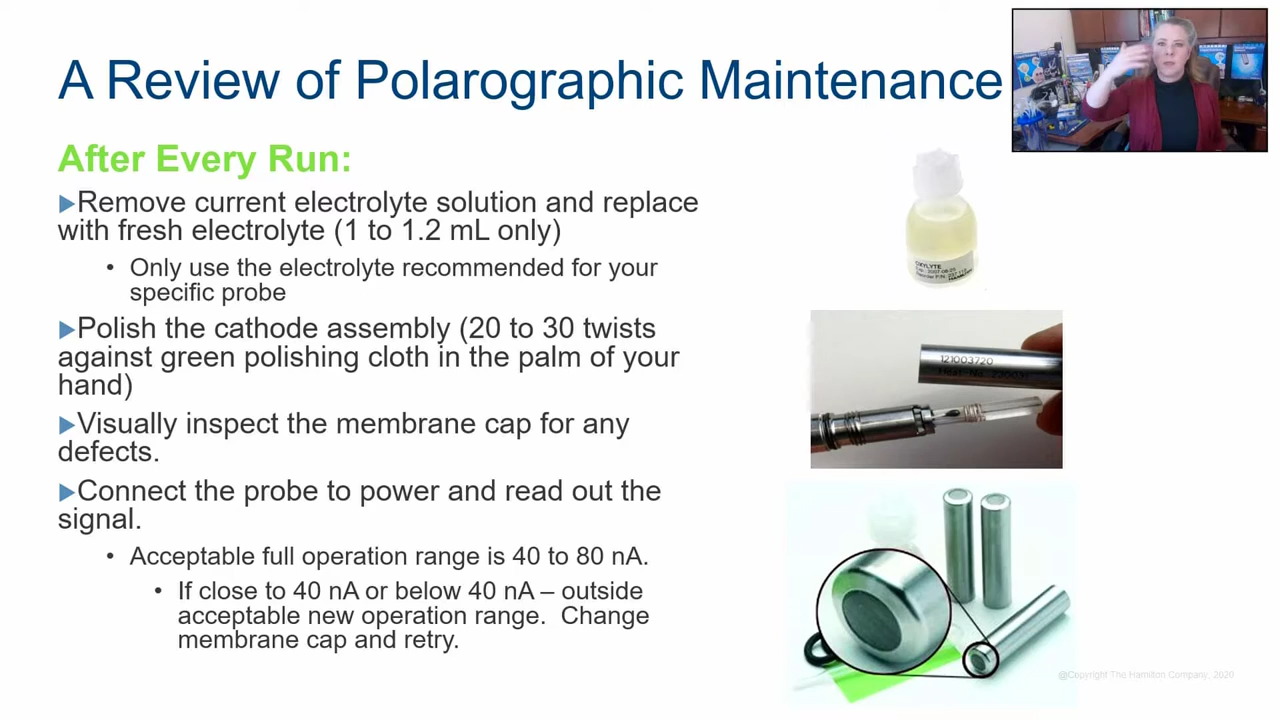 A Review of Polarographic Maintenance
After Every Run:
Remove current electrolyte solution and replace
with fresh electrolyte (1 to 1.2 mL only)
• Only use the electrolyte recommended for your
specific probe
Polish the cathode assembly (20 to 30 twists
against green polishing cloth in the palm of your
hand)
Visually inspect the membrane cap for any
defects.
Connect the probe to power and read out the
signal.
• Acceptable full operation range is 40 to 80 nA.
• If close to 40 nA or below 40 nA – outside
acceptable new operation range.  Change
membrane cap and retry.
OXYLYTE
121003720
@Copyright The Hamilton Company, 2020